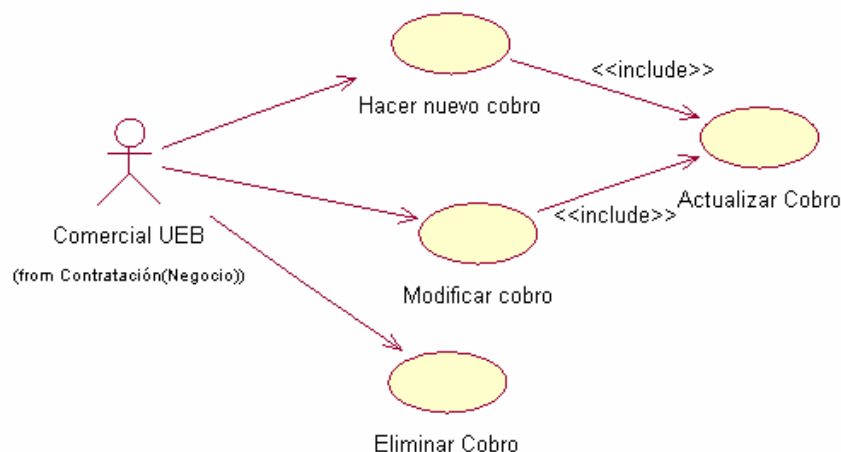 <<include>>
Hacer nuevo cobro
Actualizar Cobro
<<include>>
Comercial UEB
(from Contratación(Negocio))
Modificar cobro
Eliminar Cobro